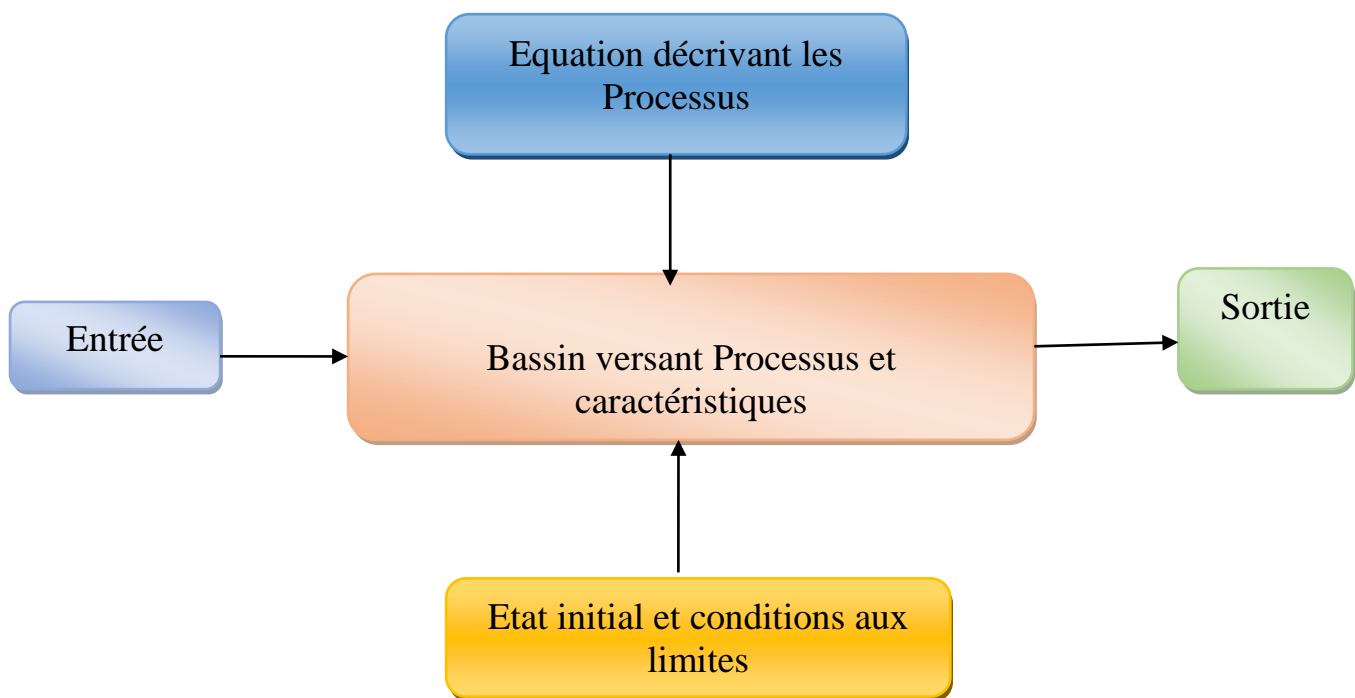 Equation décrivant les
Processus
Entrée
Bassin versant Processus et
caractéristiques
Sortie
Etat initial et conditions aux
limites